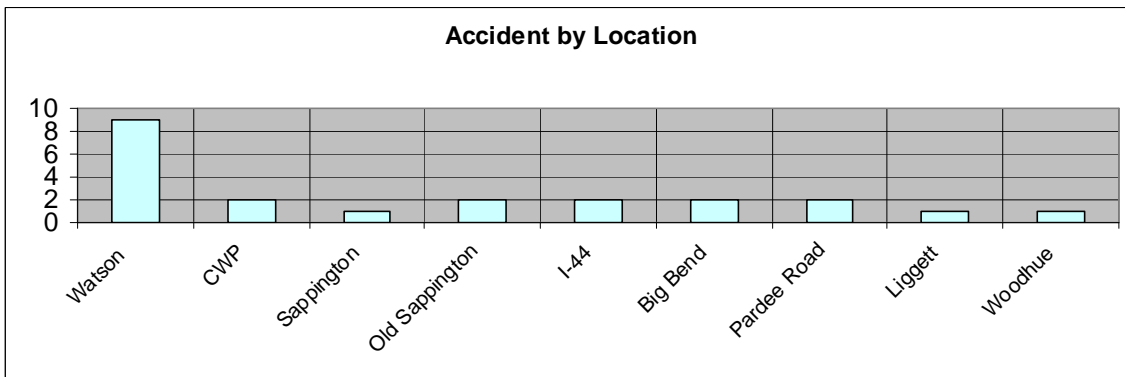 Accident by Location
10
8
6
4
2
0
Watson
CWP
Sappington
Old Sappington
I-44
Big Bend
Pardee Road
Liggett
Woodhue